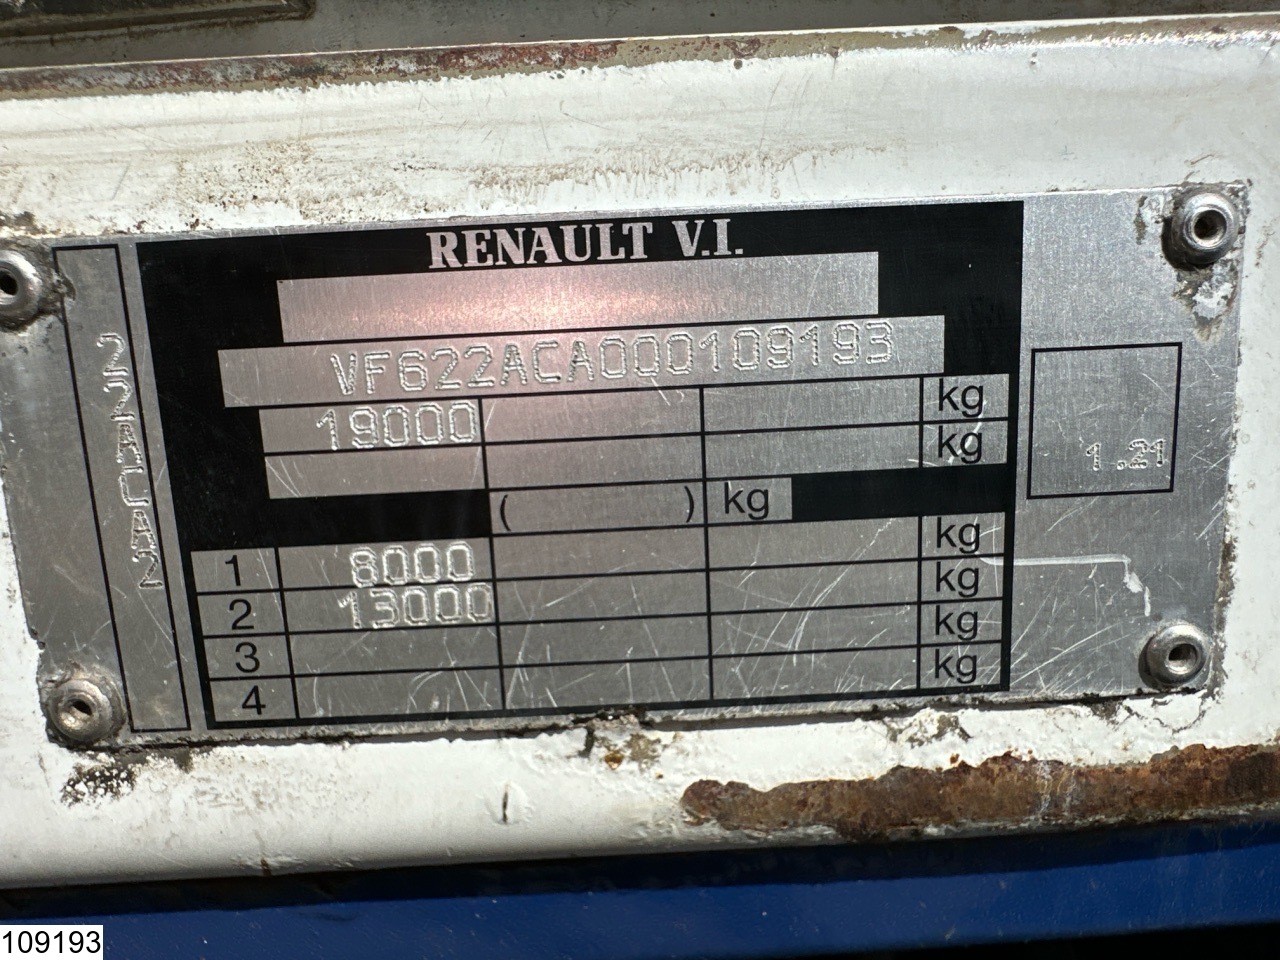 RENAULT V.I.
VF622ACA000109193
19000 kg
kg
( ) kg
1 8000 kg
2 13000 kg
3 kg
4 kg
1.21
109193